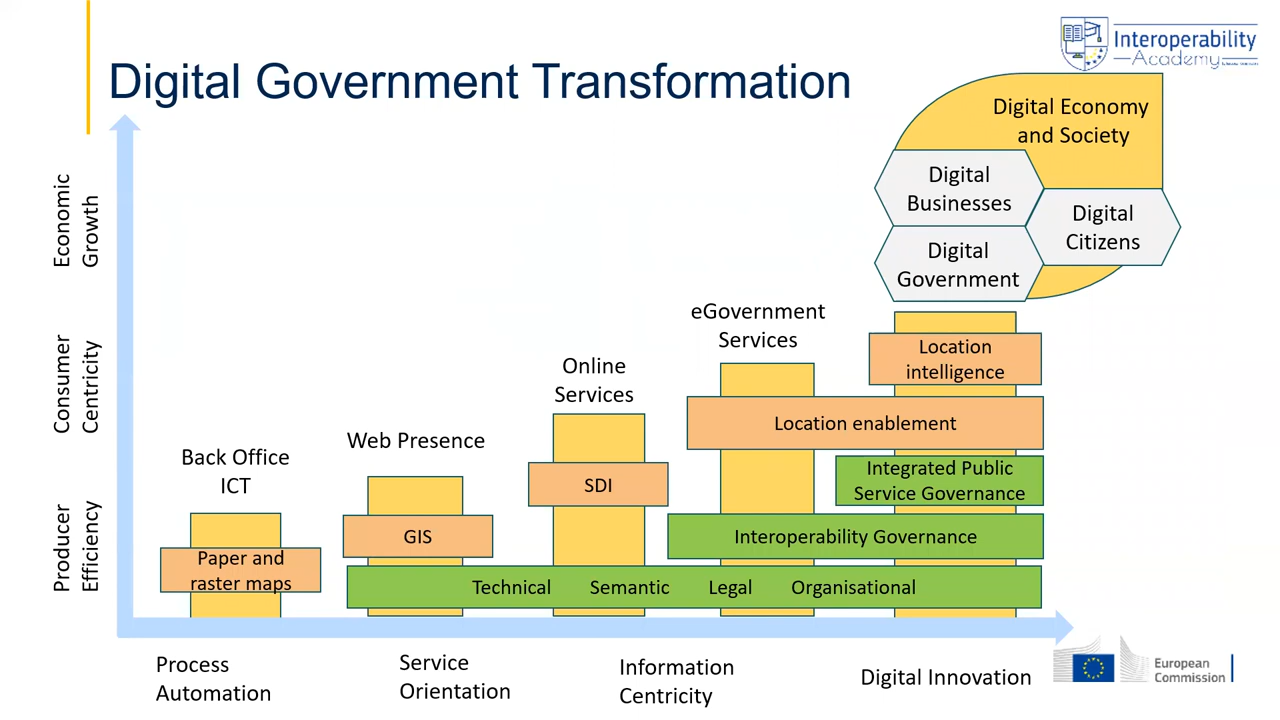 Interoperability
Academy
Digital Government Transformation
Digital Economy
and Society
Digital
Businesses
Digital
Citizens
Digital
Government
Economic
Growth
Consumer
Centricity
Producer
Efficiency
Back Office
ICT
Paper and
raster maps
Web Presence
GIS
Online
Services
SDI
eGovernment
Services
Location
intelligence
Location enablement
Integrated Public
Service Governance
Interoperability Governance
Technical Semantic Legal Organisational
Process
Automation
Service
Orientation
Information
Centricity
Digital Innovation
European
Commission